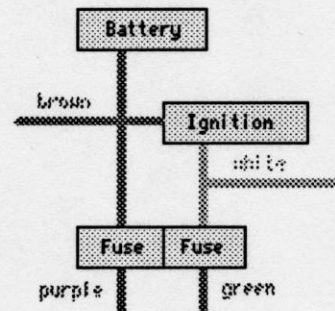 Battery
brown
Ignition
white
Fuse Fuse
purple green